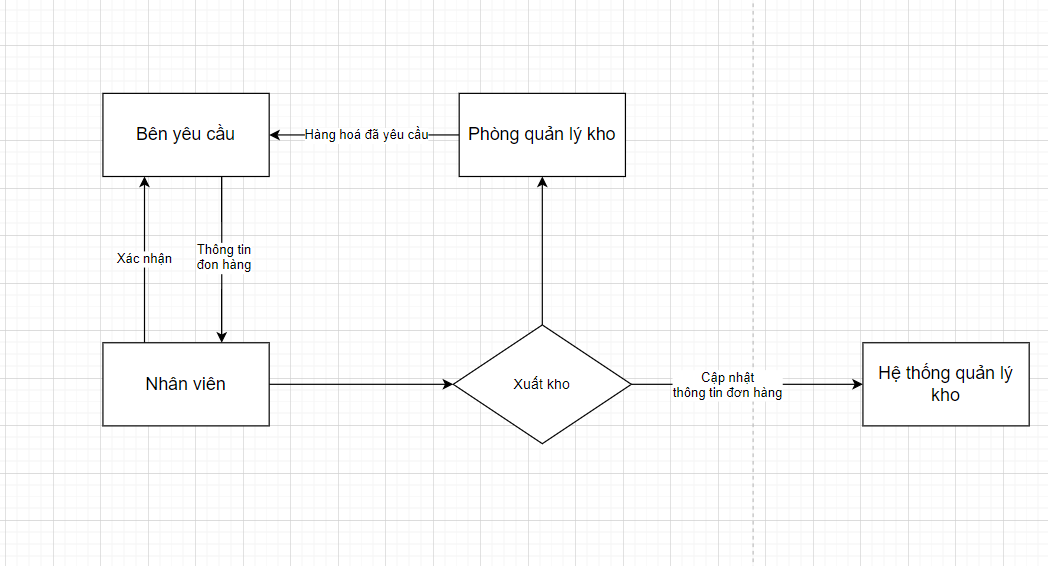 Bên yêu cầu
Hàng hoá đã yêu cầu
Phòng quản lý kho
Xác nhận
Thông tin
đon hàng
Nhân viên
Xuất kho
Cập nhật
thông tin đơn hàng
Hệ thống quản lý
kho